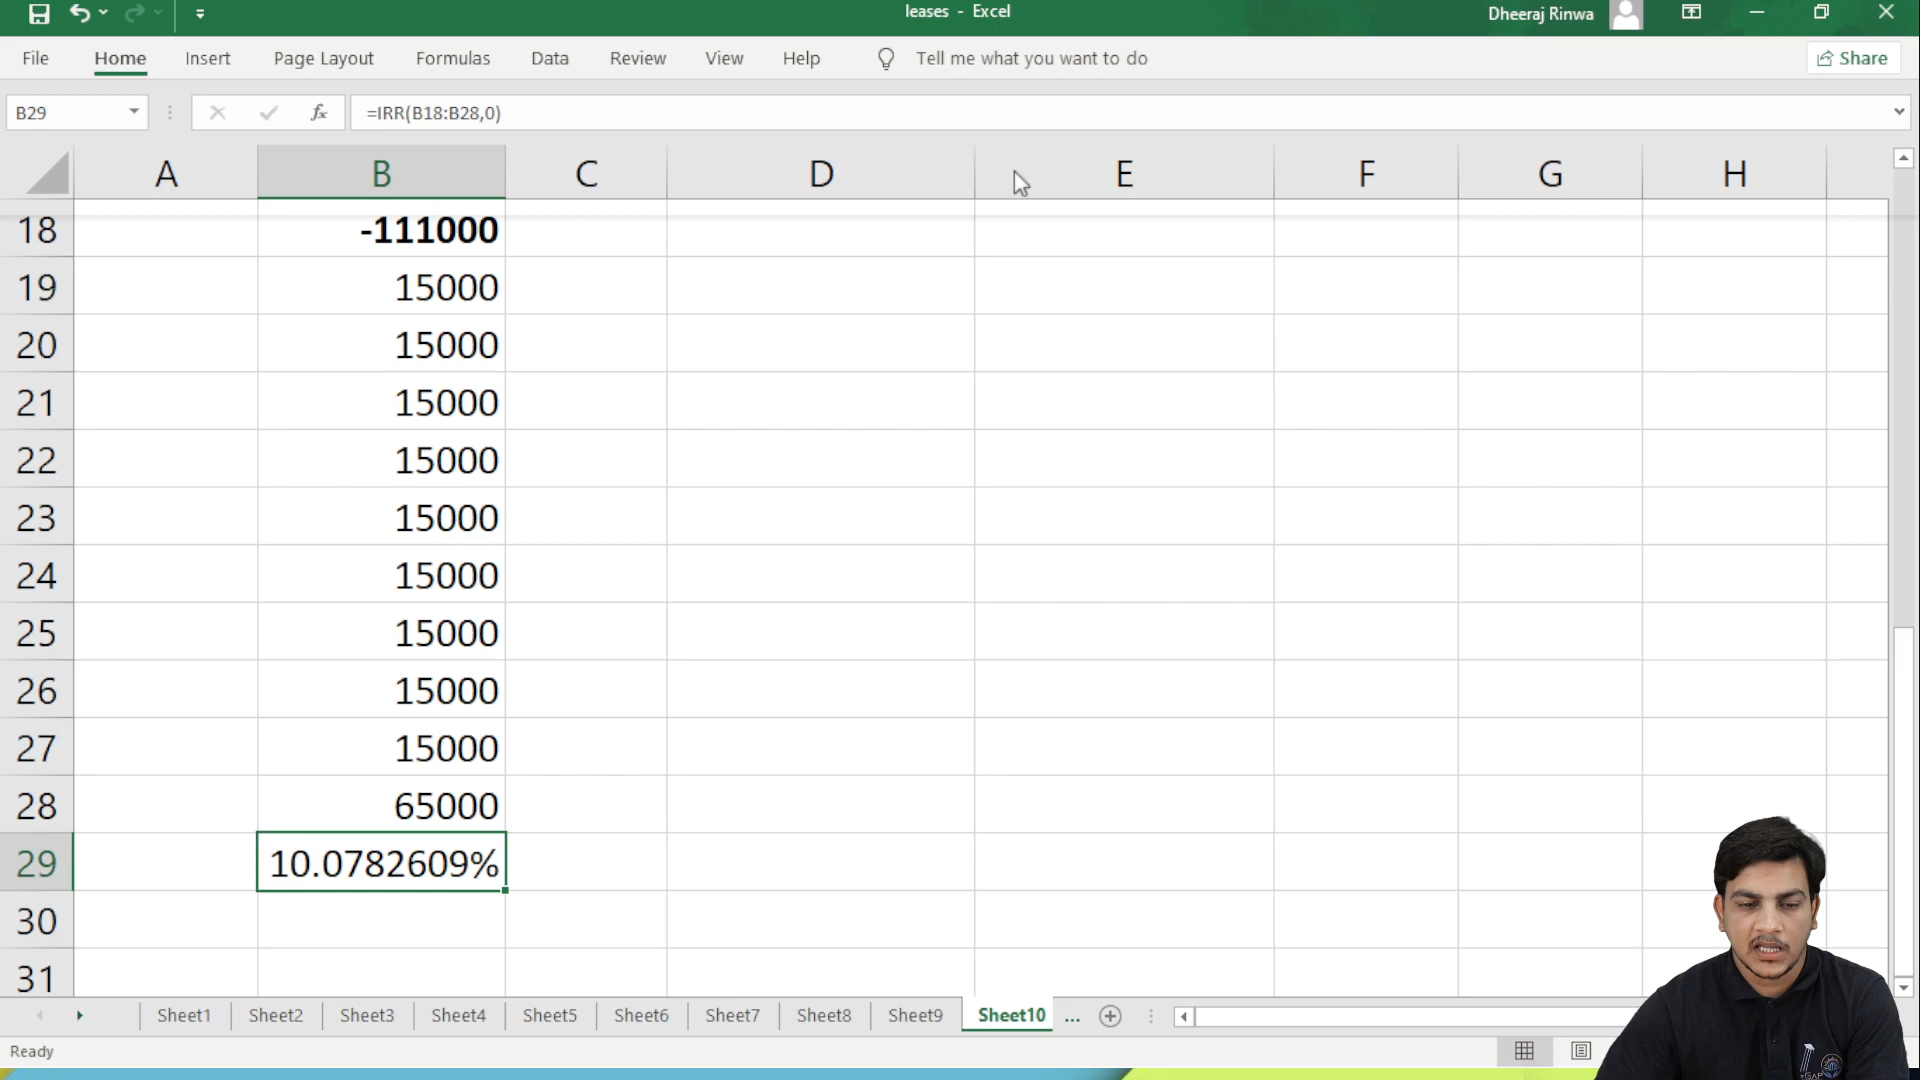 leases - Excel
Dheeraj Rinwa
File Home Insert Page Layout Formulas Data Review View Help Tell me what you want to do Share
B29 fx =IRR(B18:B28,0)
A B C D E F G H
18 -111000
19 15000
20 15000
21 15000
22 15000
23 15000
24 15000
25 15000
26 15000
27 15000
28 65000
29 10.0782609%
30
31
Sheet1 Sheet2 Sheet3 Sheet4 Sheet5 Sheet6 Sheet7 Sheet8 Sheet9 Sheet10 ...
Ready